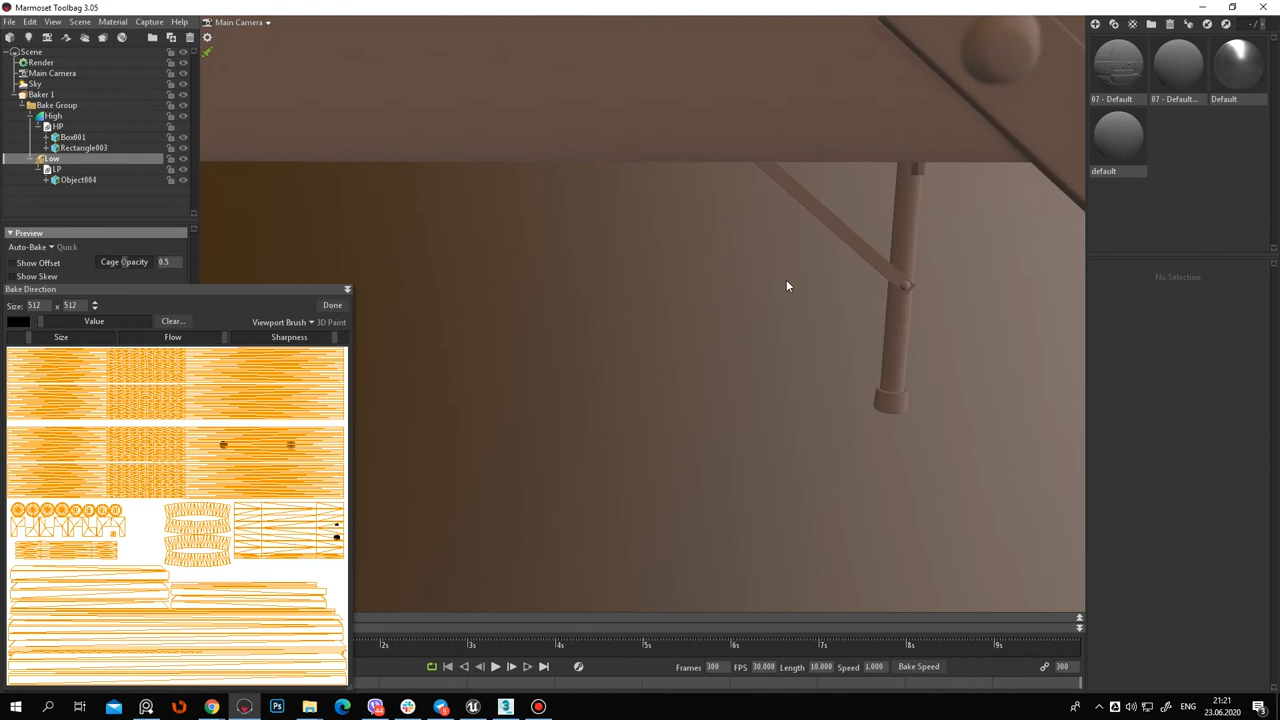 Marmoset Toolbag 3.05
File Edit View Scene Material Capture Help
Main Camera
Scene
Render
Main Camera
Sky
Baker 1
Bake Group
High
HP
Box001
Rectangle003
Low
LP
Object004
07 - Default
07 - Default...
Default
default
No Selection
Preview
Auto-Bake Quick
Show Offset
Cage Opacity 0.5
Show Skew
Bake Direction
Size: 512 x 512
Done
Value
Clear...
Viewport Brush
3D Paint
Size
Flow
Sharpness
2s 3s 4s 5s 6s 7s 8s 9s
Frames 300 FPS 30.000 Length 10.000 Speed 1.000 Bake Speed 300
ENG
21:21
23.06.2020